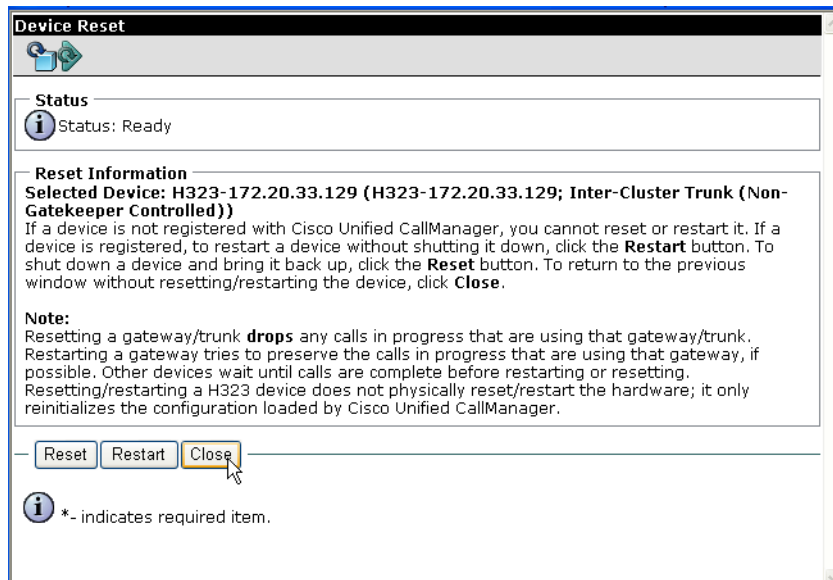 Device Reset
Status
Status: Ready
Reset Information
Selected Device: H323-172.20.33.129 (H323-172.20.33.129; Inter-Cluster Trunk (Non-
Gatekeeper Controlled))
If a device is not registered with Cisco Unified CallManager, you cannot reset or restart it. If a
device is registered, to restart a device without shutting it down, click the Restart button. To
shut down a device and bring it back up, click the Reset button. To return to the previous
window without resetting/restarting the device, click Close.
Note:
Resetting a gateway/trunk drops any calls in progress that are using that gateway/trunk.
Restarting a gateway tries to preserve the calls in progress that are using that gateway, if
possible. Other devices wait until calls are complete before restarting or resetting.
Resetting/restarting a H323 device does not physically reset/restart the hardware; it only
reinitializes the configuration loaded by Cisco Unified CallManager.
Reset Restart Close
*- indicates required item.